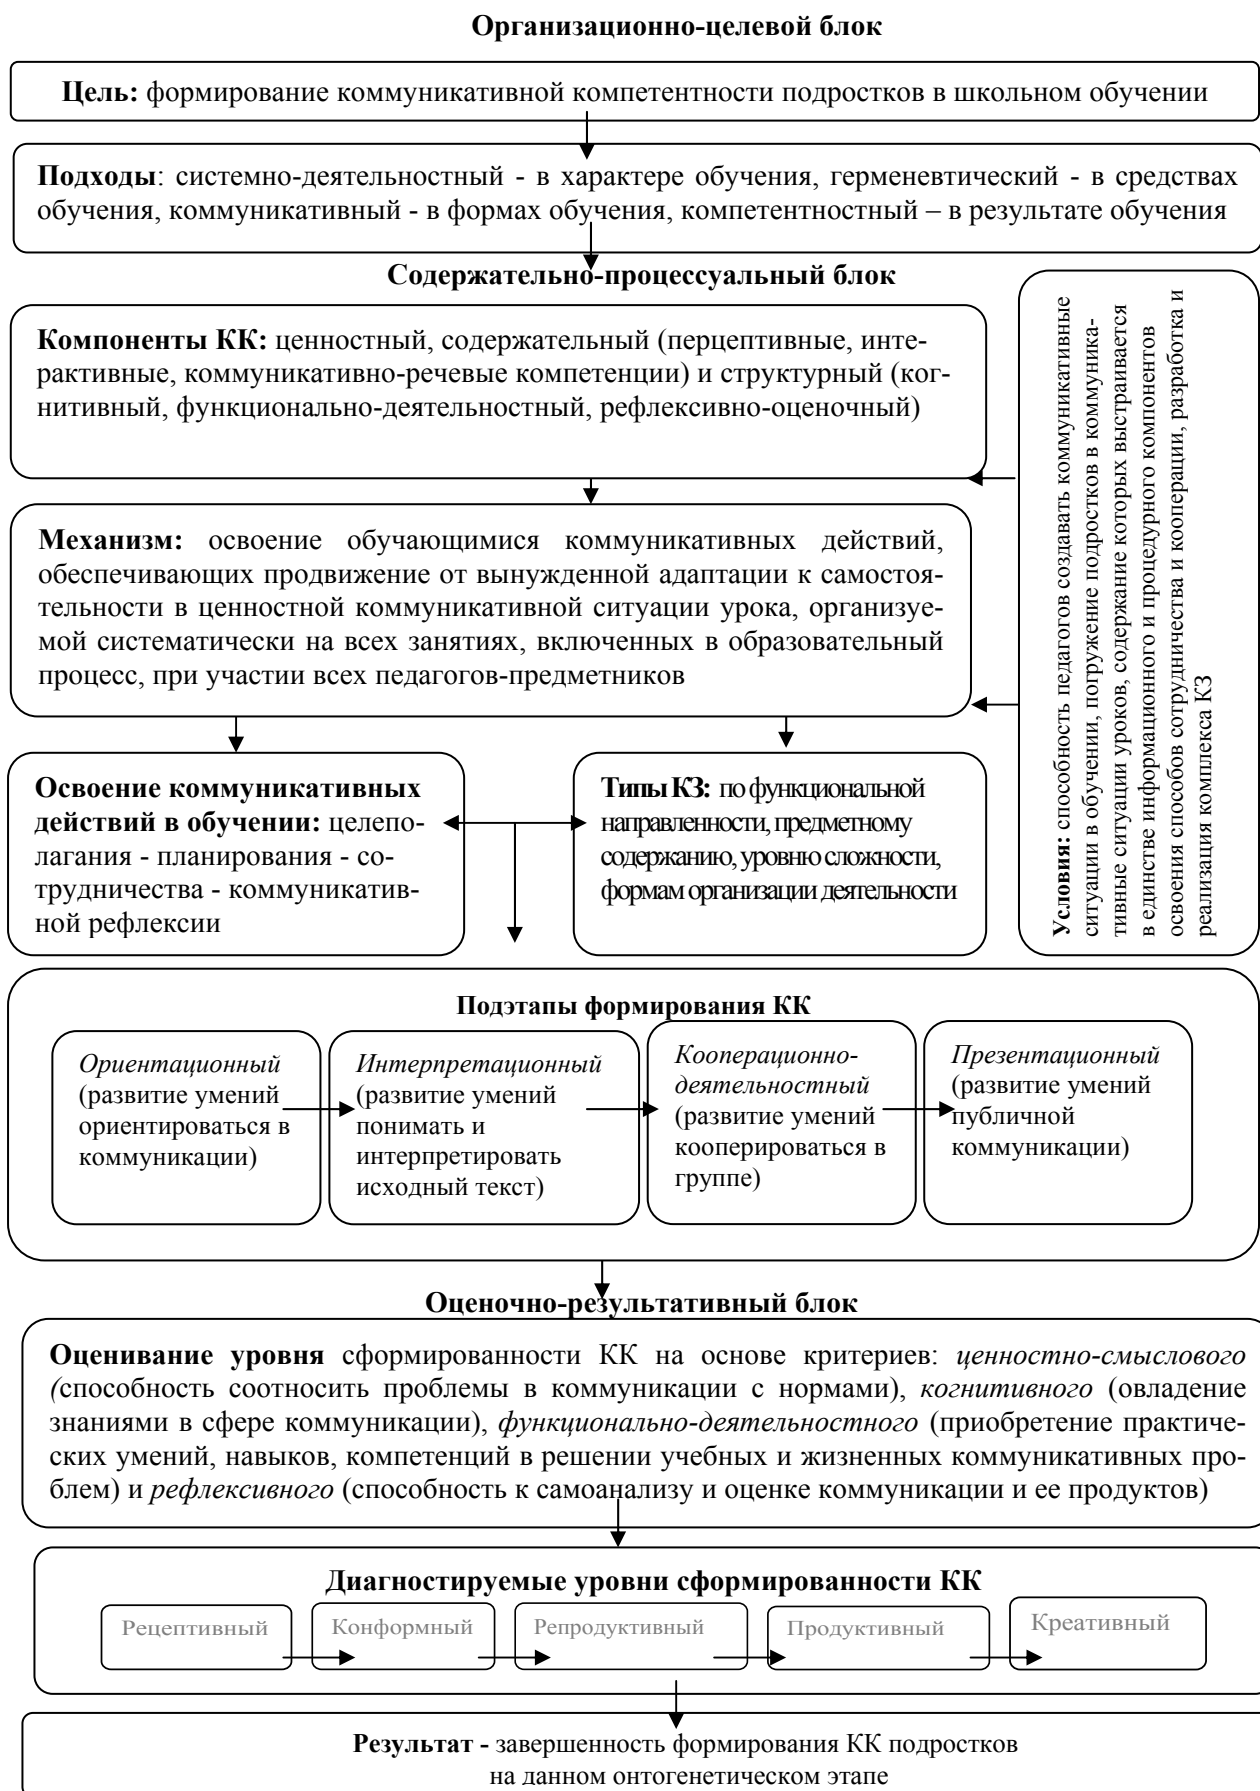 Организационно-целевой блок
Цель: формирование коммуникативной компетентности подростков в школьном обучении
Подходы: системно-деятельностный - в характере обучения, герменевтический - в средствах
обучения, коммуникативный - в формах обучения, компетентностный – в результате обучения
Содержательно-процессуальный блок
Компоненты КК: ценностный, содержательный (перцептивные, инте-
рактивные, коммуникативно-речевые компетенции) и структурный (ког-
нитивный, функционально-деятельностный, рефлексивно-оценочный)
Механизм: освоение обучающимися коммуникативных действий,
обеспечивающих продвижение от вынужденной адаптации к самостоя-
тельности в ценностной коммуникативной ситуации урока, организуе-
мой систематически на всех занятиях, включенных в образовательный
процесс, при участии всех педагогов-предметников
Освоение коммуникативных
действий в обучении: целепо-
лагания - планирования - со-
трудничества - коммуникатив-
ной рефлексии
Типы КЗ: по функциональной
направленности, предметному
содержанию, уровню сложности,
формам организации деятельности
Условия: способность педагогов создавать коммуникативные
ситуации в обучении, погружение подростков в коммуника-
тивные ситуации уроков, содержание которых выстраивается
в единстве информационного и процедурного компонентов
освоения способов сотрудничества и кооперации, разработка и
реализация комплекса КЗ
Подэтапы формирования КК
Ориентационный
(развитие умений
ориентироваться в
коммуникации)
Интерпретационный
(развитие умений
понимать и
интерпретировать
исходный текст)
Кооперационно-
деятельностный
(развитие умений
кооперироваться в
группе)
Презентационный
(развитие умений
публичной
коммуникации)
Оценочно-результативный блок
Оценивание уровня сформированности КК на основе критериев: ценностно-смыслового
(способность соотносить проблемы в коммуникации с нормами), когнитивного (овладение
знаниями в сфере коммуникации), функционально-деятельностного (приобретение практиче-
ских умений, навыков, компетенций в решении учебных и жизненных коммуникативных про-
блем) и рефлексивного (способность к самоанализу и оценке коммуникации и ее продуктов)
Диагностируемые уровни сформированности КК
Рецептивный
Конформный
Репродуктивный
Продуктивный
Креативный
Результат - завершенность формирования КК подростков
на данном онтогенетическом этапе